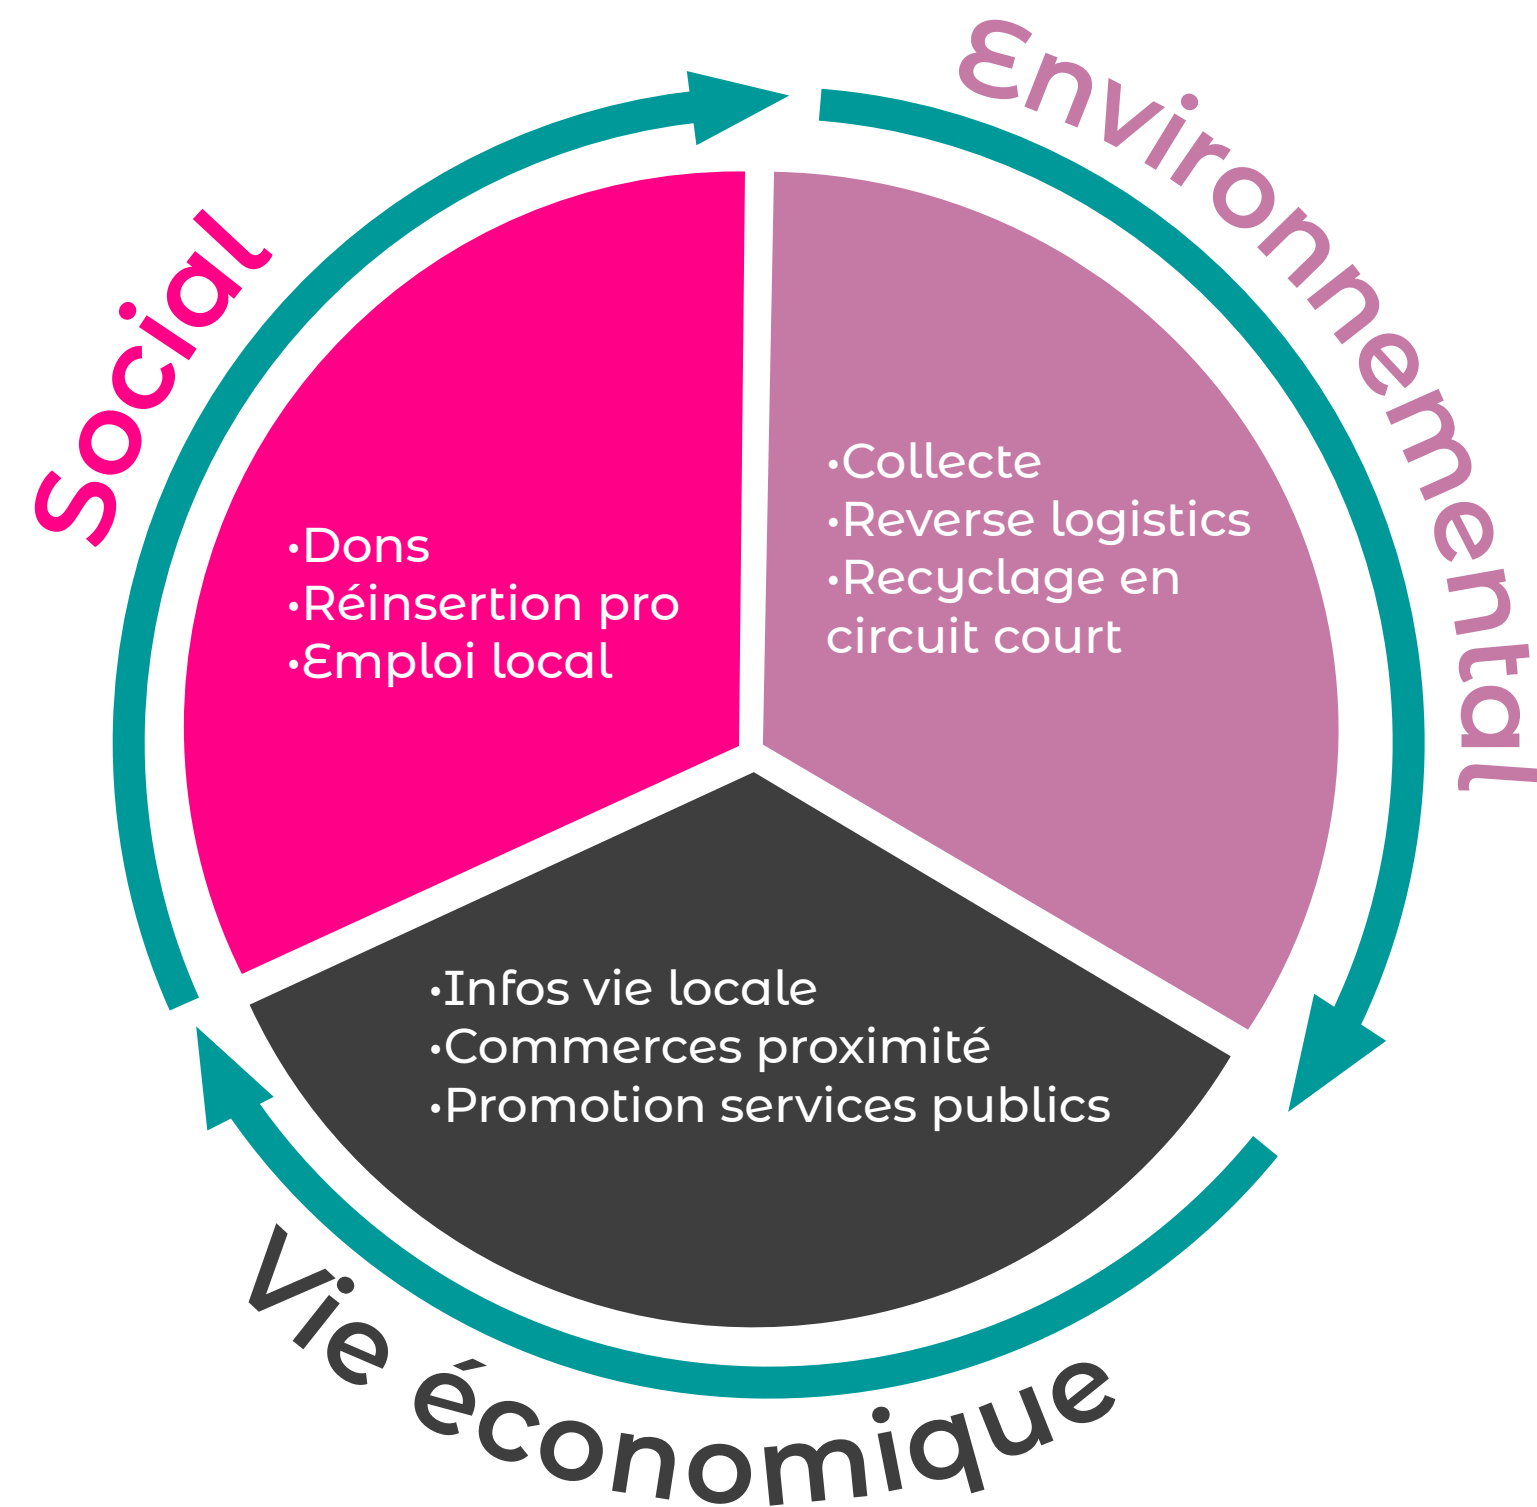 Social
•Dons
•Réinsertion pro
•Emploi local
Environnemental
•Collecte
•Reverse logistics
•Recyclage en
circuit court
•Infos vie locale
•Commerces proximité
•Promotion services publics
Vie économique